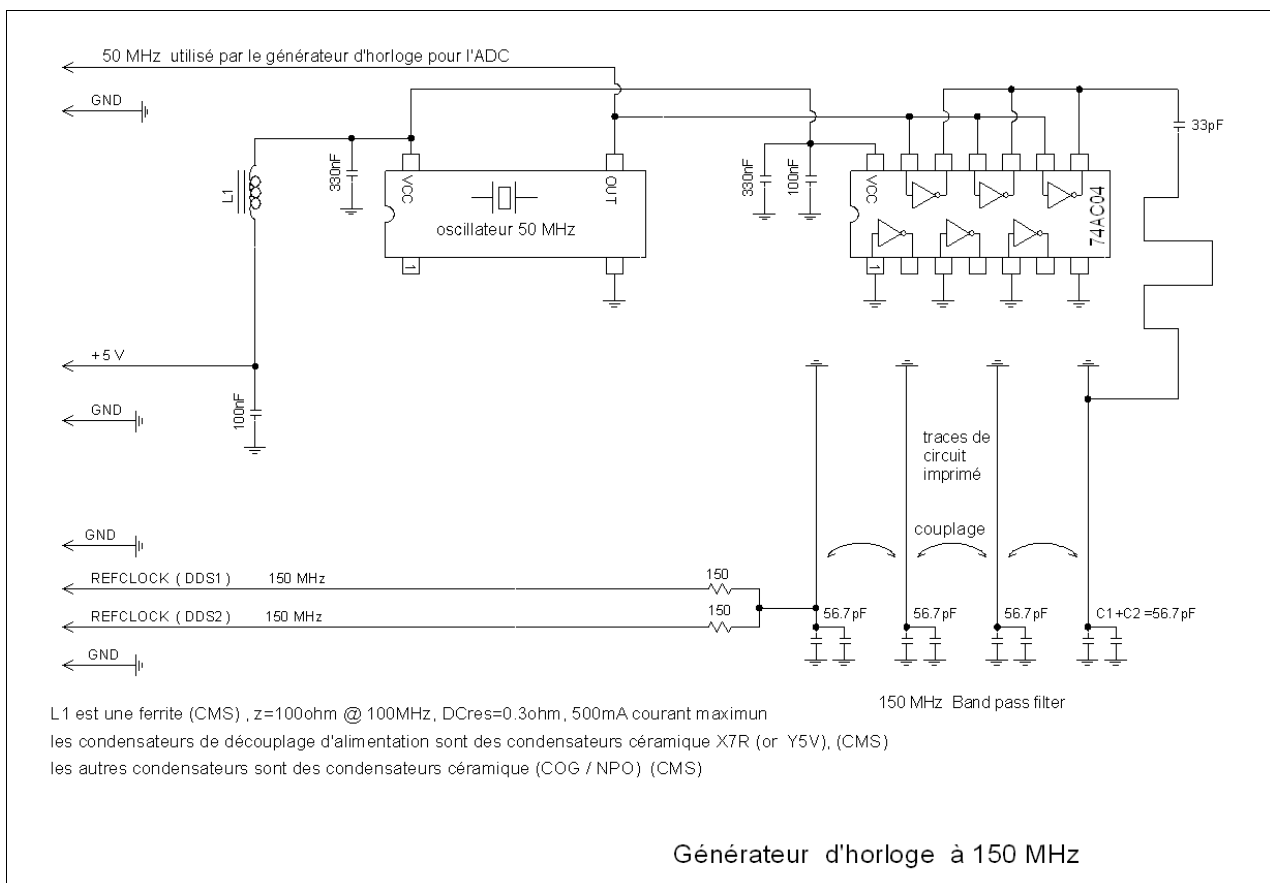 50 MHz utilisé par le générateur d'horloge pour l'ADC
GND
33pF
330nF
VCC
OUT
330nF
100nF
VCC
74AC04
L1
oscillateur 50 MHz
1
1
+5 V
GND
100nF
traces de
circuit
imprimé
couplage
GND
REFCLOCK ( DDS1) 150 MHz
150
REFCLOCK ( DDS2) 150 MHz
150
56.7pF
56.7pF
56.7pF
C1+C2 =56.7pF
GND
150 MHz Band pass filter
L1 est une ferrite (CMS) , z=100ohm @ 100MHz, DCres=0.3ohm, 500mA courant maximun
les condensateurs de découplage d'alimentation sont des condensateurs céramique X7R (or Y5V), (CMS)
les autres condensateurs sont des condensateurs céramique (COG / NPO) (CMS)
Générateur d'horloge à 150 MHz